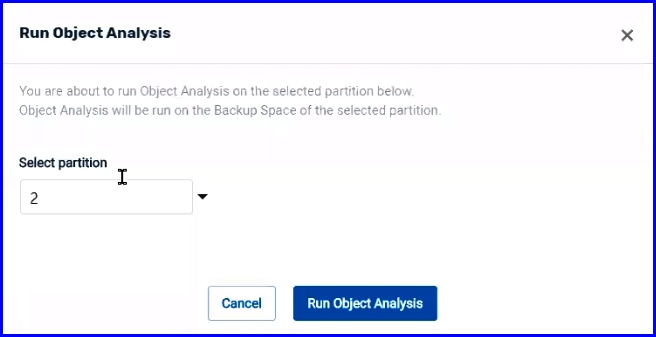 Run Object Analysis
You are about to run Object Analysis on the selected partition below.
Object Analysis will be run on the Backup Space of the selected partition.
Select partition
2
Cancel
Run Object Analysis